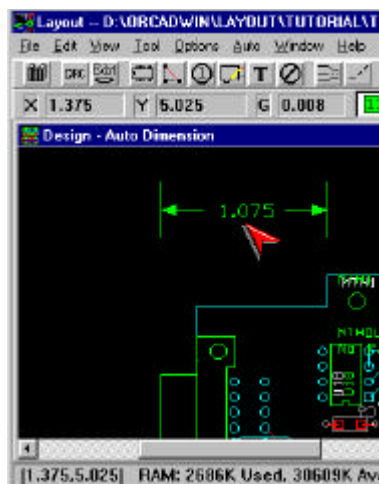 Layout -- D:\ORCADWIN\LAYOUT\TUTORIAL\T
File Edit View Tool Options Auto Window Help
DRC T
X 1.375 Y 5.025 G 0.008
Design - Auto Dimension
1.075
[1.375,5.025] RAM: 2686K Used, 30609K Av